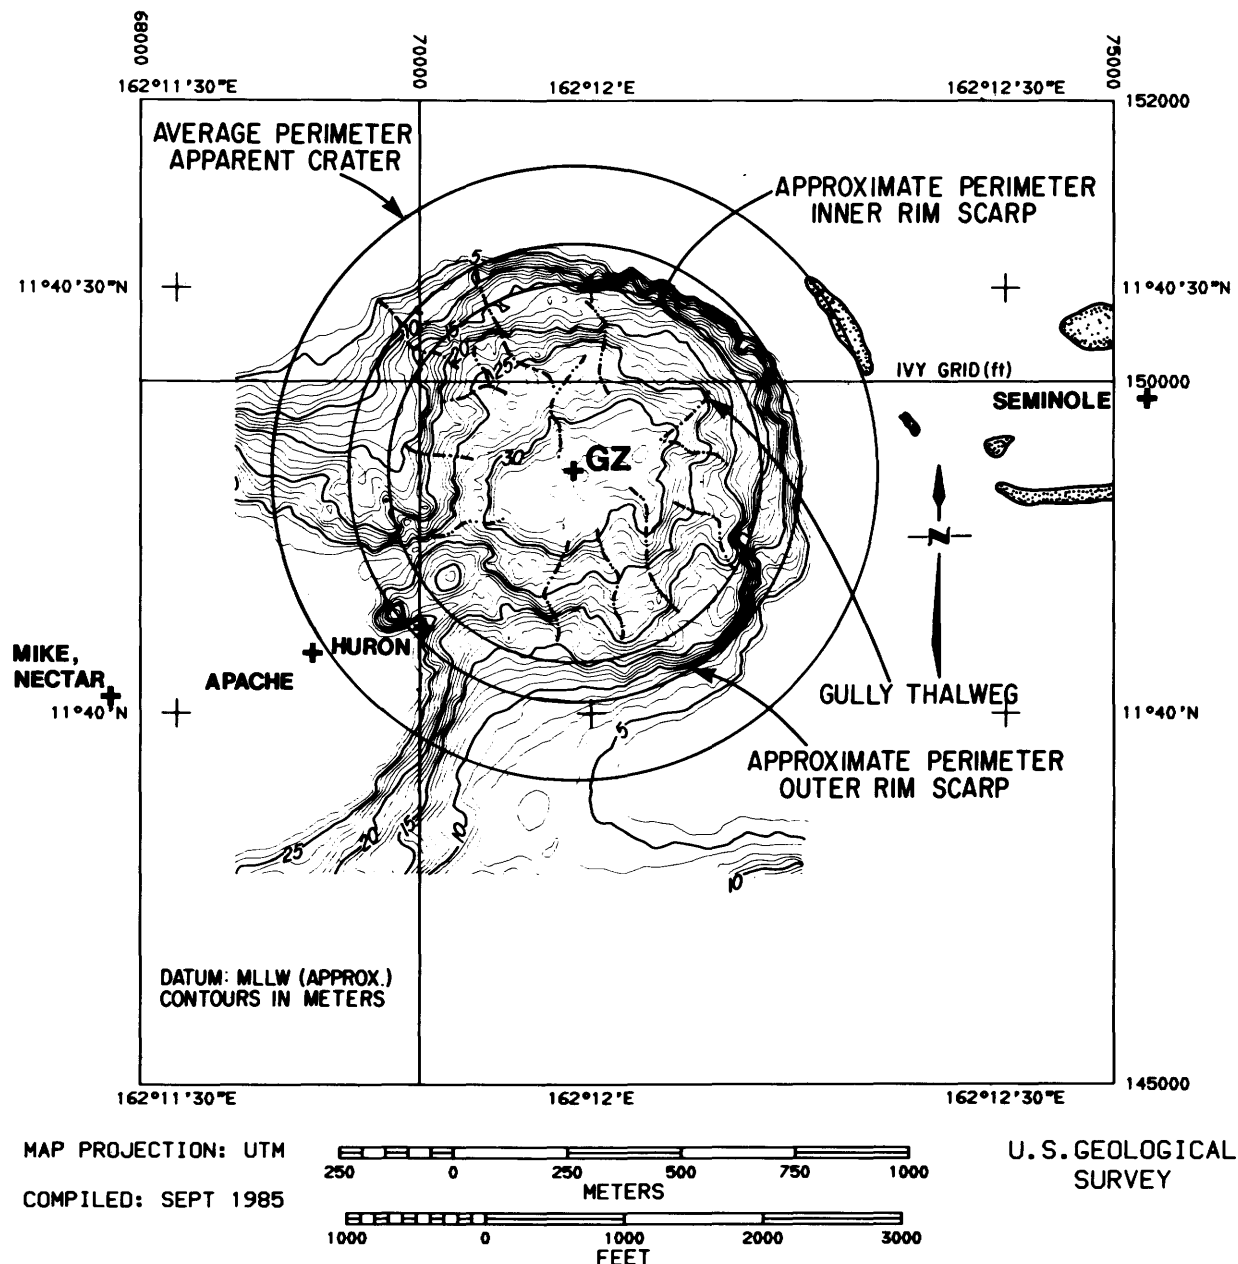 68000
70000
75000
162°11'30"E
162°12'E
162°12'30"E
152000
AVERAGE PERIMETER
APPARENT CRATER
APPROXIMATE PERIMETER
INNER RIM SCARP
5
11°40'30"N
11°40'30"N
10
15
20
25
IVY GRID(ft)
150000
SEMINOLE
30
GZ
N
MIKE,
NECTAR
HURON
APACHE
GULLY THALWEG
11°40'N
11°40'N
5
APPROXIMATE PERIMETER
OUTER RIM SCARP
25
20
15
10
10
DATUM: MLLW (APPROX.)
CONTOURS IN METERS
145000
162°11'30"E
162°12'E
162°12'30"E
MAP PROJECTION: UTM
250 0 250 500 750 1000
METERS
U.S.GEOLOGICAL
SURVEY
COMPILED: SEPT 1985
1000 0 1000 2000 3000
FEET